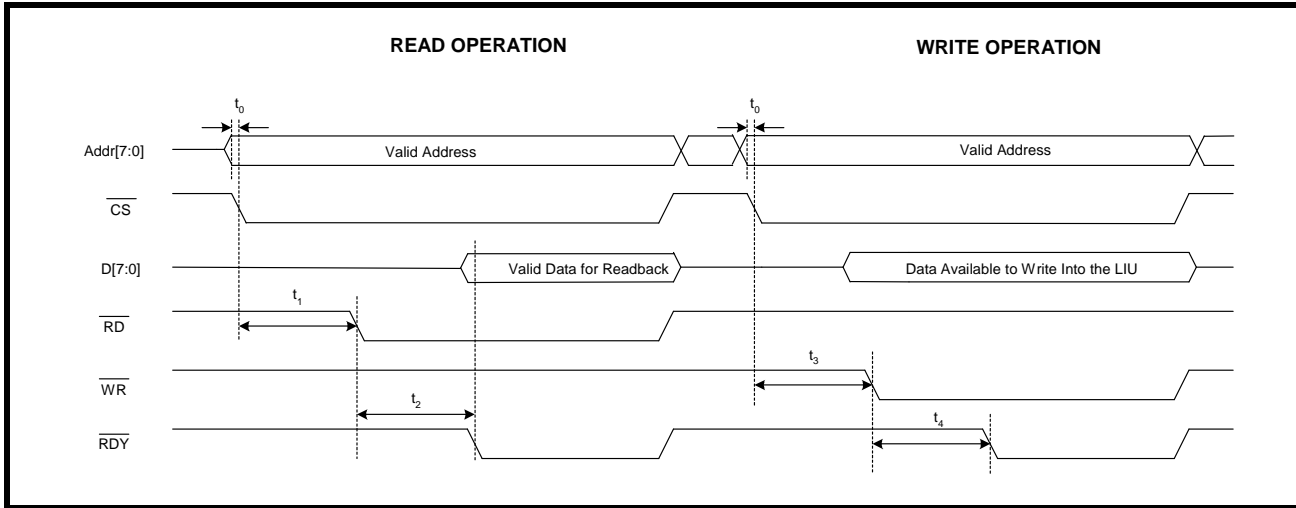 READ OPERATION WRITE OPERATION
t0 t0
Addr[7:0] Valid Address Valid Address
CS
D[7:0] Valid Data for Readback Data Available to Write Into the LIU
t1
RD
t3
WR
t2
t4
RDY